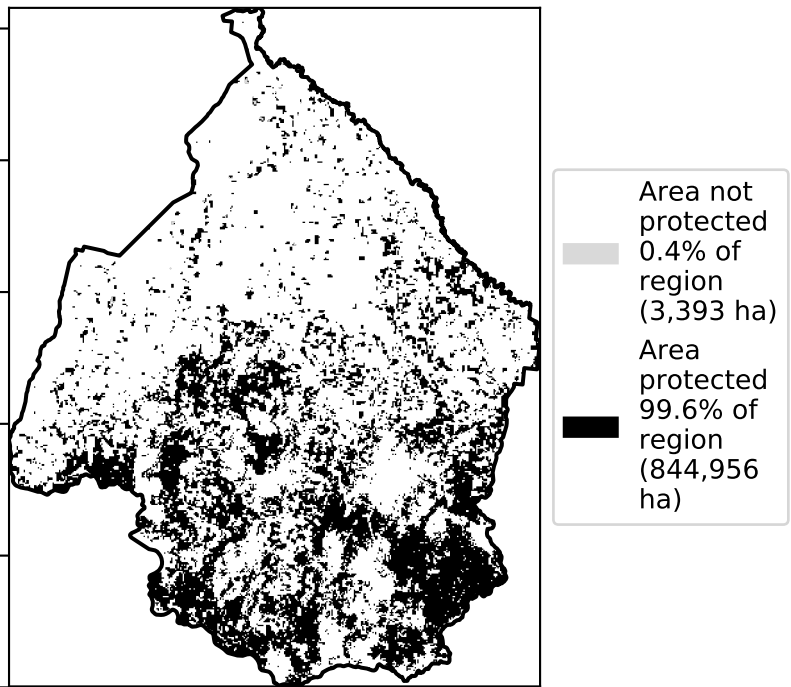 Area not
protected
0.4% of
region
(3,393 ha)
Area
protected
99.6% of
region
(844,956
ha)